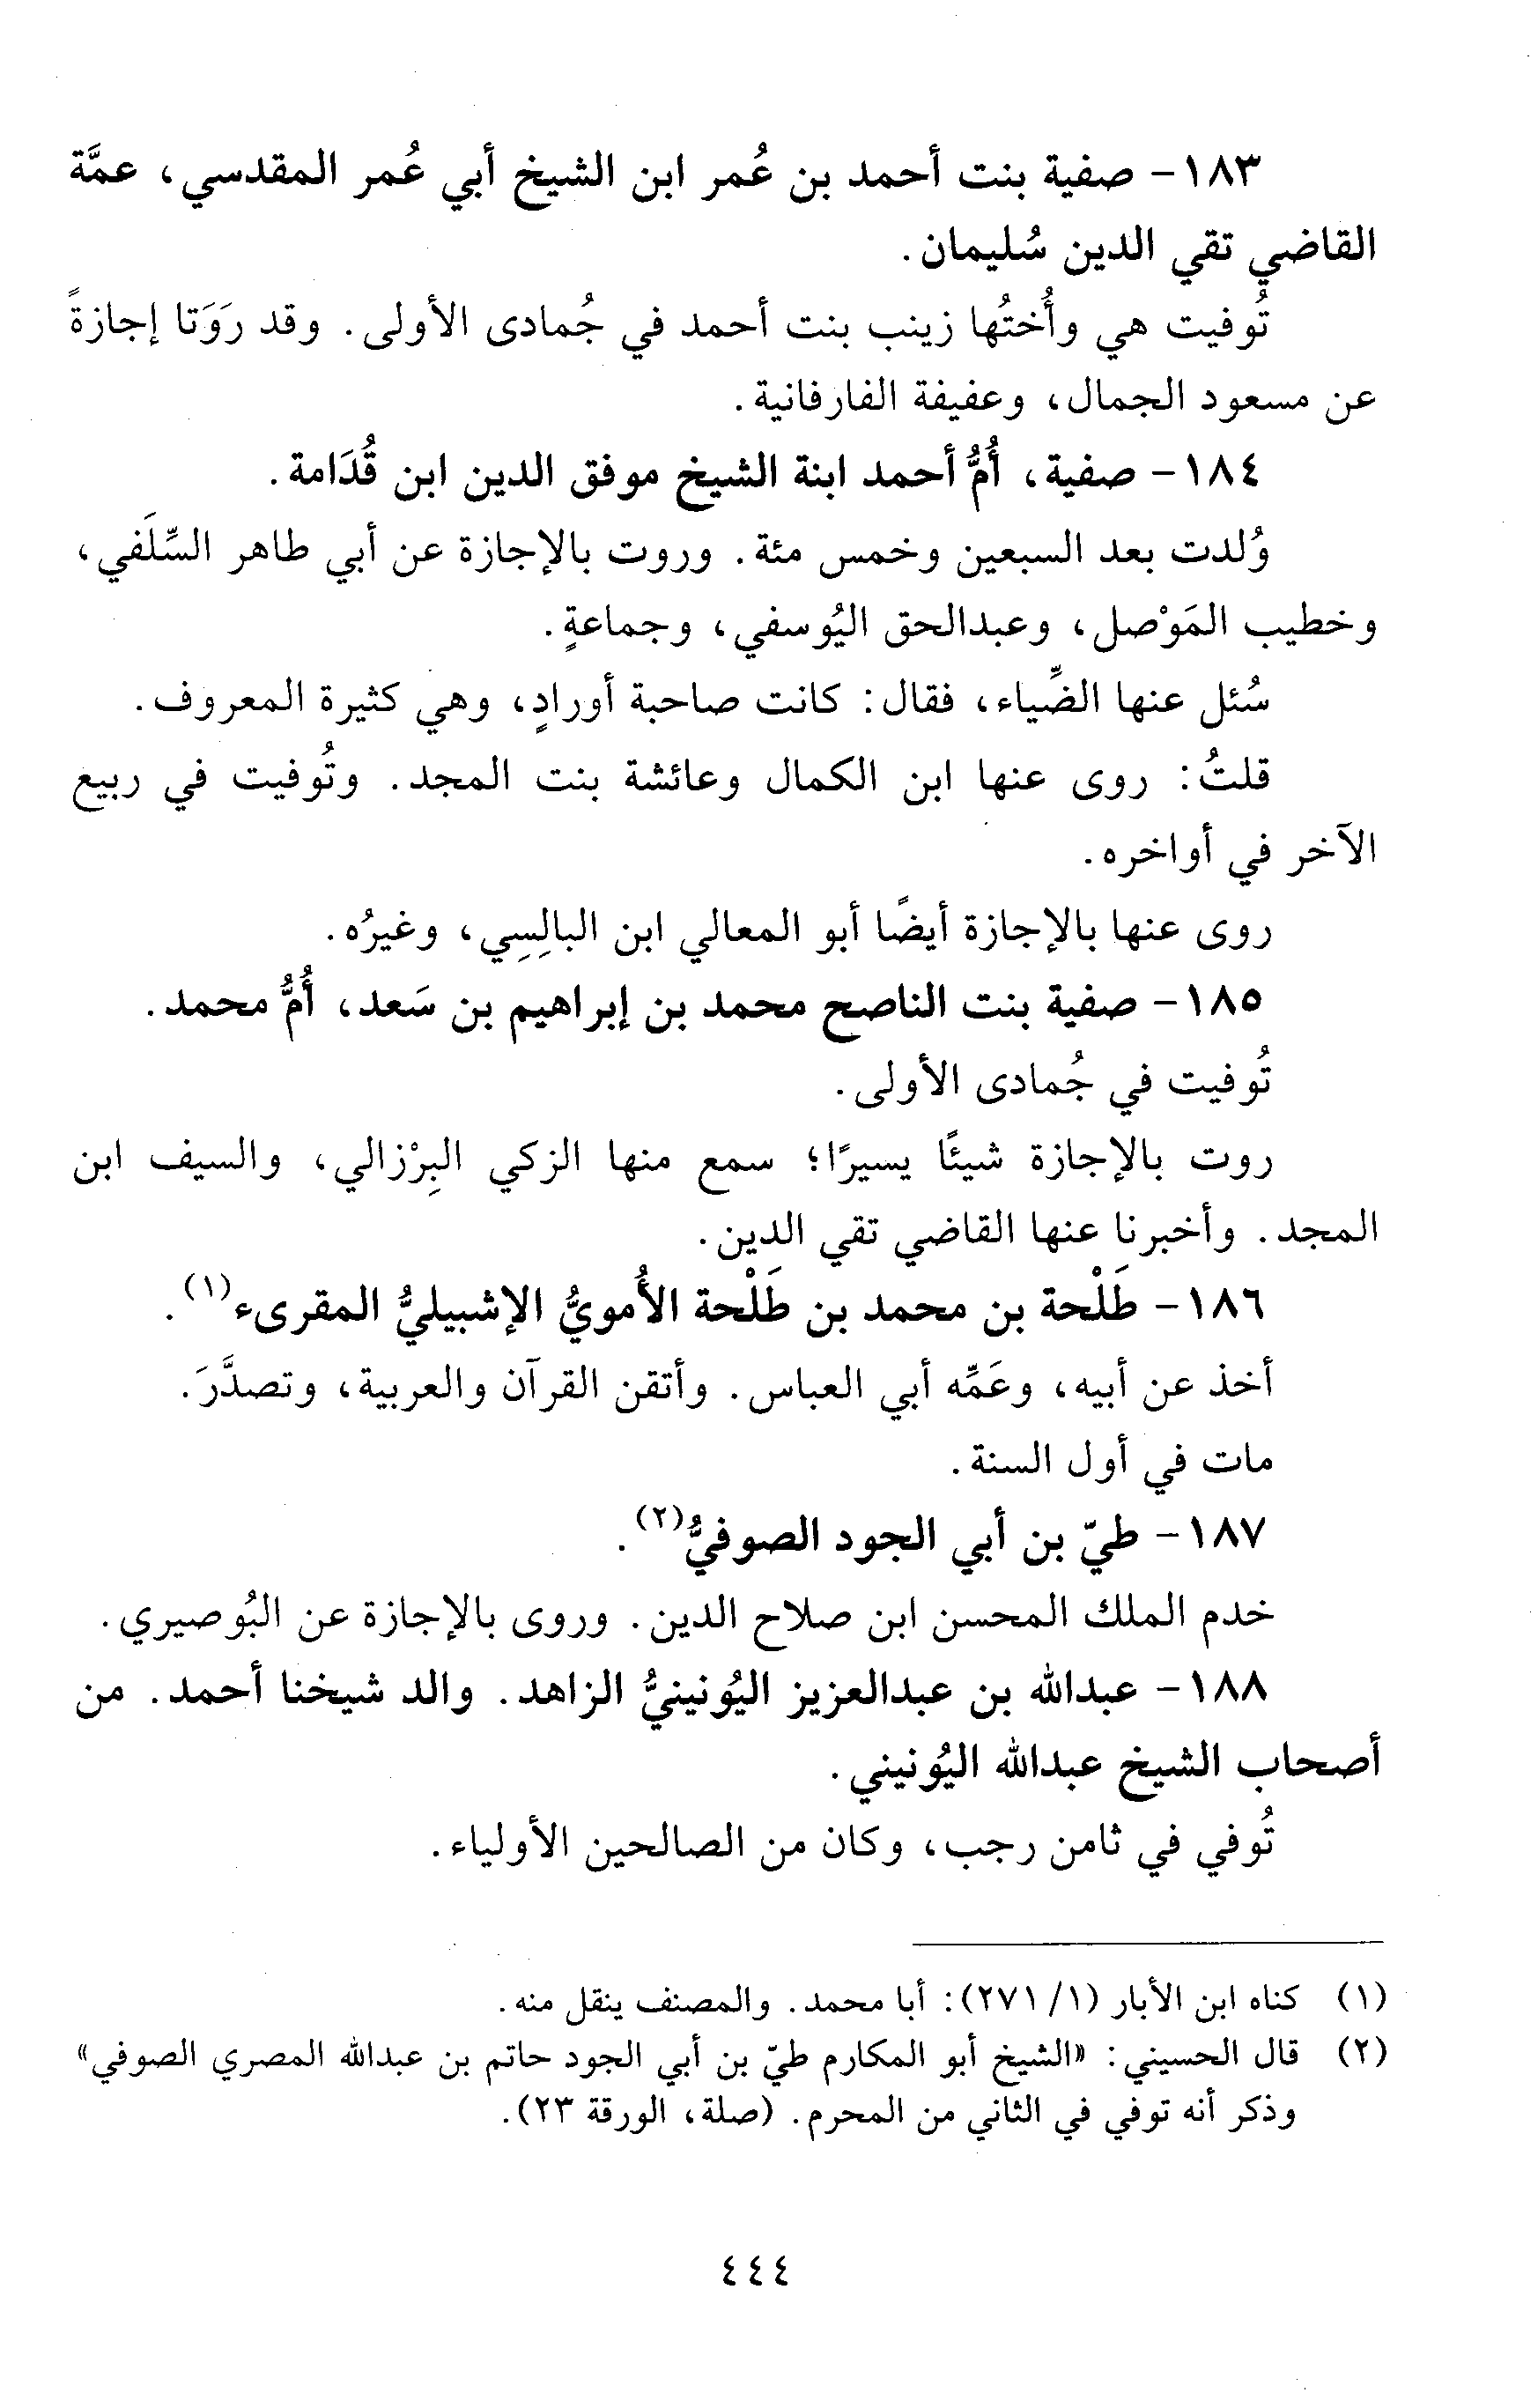 ١٨٣- صفية بنت أحمد بن عُمر ابن الشيخ أبي عُمر المقدسي، عمَّة
القاضي تقي الدين سُليمان.
تُوفيت هي وأُختُها زينب بنت أحمد في جُمادى الأولى. وقد رَوَتا إجازةً
عن مسعود الجمال، وعفيفة الفارفانية.
١٨٤- صفية، أُمُّ أحمد ابنة الشيخ موفق الدين ابن قُدَامة.
وُلدت بعد السبعين وخمس مئة. وروت بالإجازة عن أبي طاهر السِّلَفي،
وخطيب المَوْصل، وعبدالحق اليُوسفي، وجماعةٍ.
سُئل عنها الضِّياء، فقال: كانت صاحبة أورادٍ، وهي كثيرة المعروف.
قلتُ: روى عنها ابن الكمال وعائشة بنت المجد. وتُوفيت في ربيع
الآخر في أواخره.
روى عنها بالإجازة أيضًا أبو المعالي ابن البالِسِي، وغيرُه.
١٨٥- صفية بنت الناصح محمد بن إبراهيم بن سَعد، أُمُّ محمد.
تُوفيت في جُمادى الأولى.
روت بالإجازة شيئًا يسيرًا؛ سمع منها الزكي البِرْزالي، والسيف ابن
المجد. وأخبرنا عنها القاضي تقي الدين.
١٨٦- طَلْحة بن محمد بن طَلْحة الأُمويُّ الإشبيليُّ المقرىء(١).
أخذ عن أبيه، وعَمِّه أبي العباس. وأتقن القرآن والعربية، وتصدَّرَ.
مات في أول السنة.
١٨٧- طيّ بن أبي الجود الصوفيُّ(٢).
خدم الملك المحسن ابن صلاح الدين. وروى بالإجازة عن البُوصيري.
١٨٨- عبدالله بن عبدالعزيز اليُونينيُّ الزاهد. والد شيخنا أحمد. من
أصحاب الشيخ عبدالله اليُونيني.
تُوفي في ثامن رجب، وكان من الصالحين الأولياء.
(١) كناه ابن الأبار (١/ ٢٧١): أبا محمد. والمصنف ينقل منه.
(٢) قال الحسيني: «الشيخ أبو المكارم طيّ بن أبي الجود حاتم بن عبدالله المصري الصوفي»
وذكر أنه توفي في الثاني من المحرم. (صلة، الورقة ٢٣).
٤٤٤